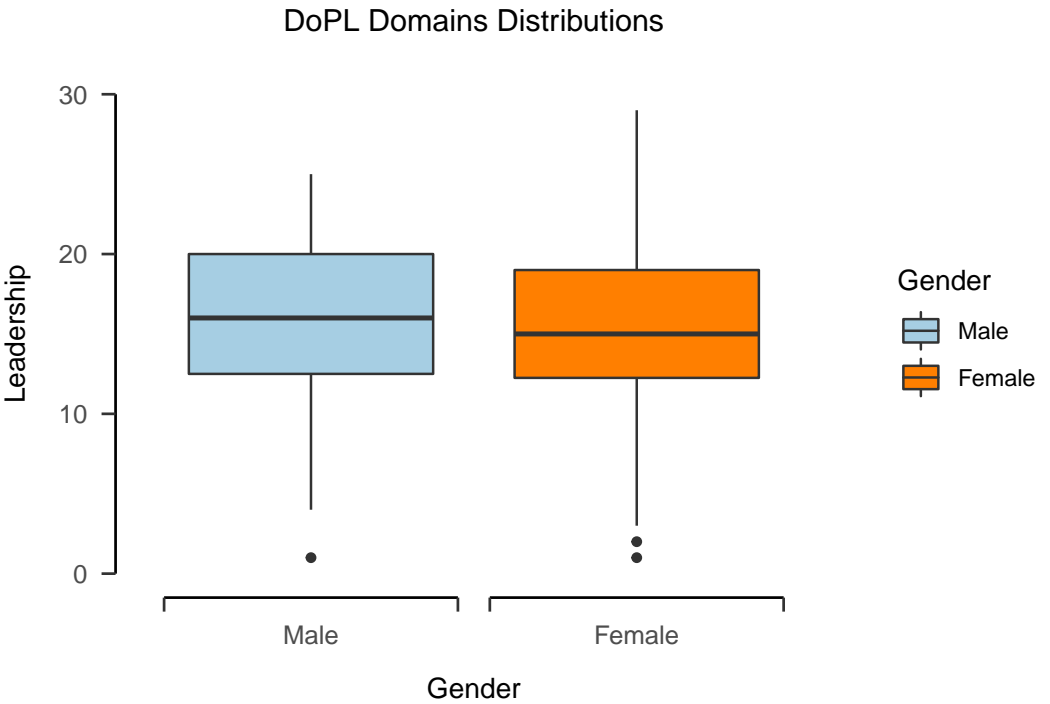 DoPL Domains Distributions
30
20
10
0
Leadership
Male
Female
Gender
Gender
Male
Female